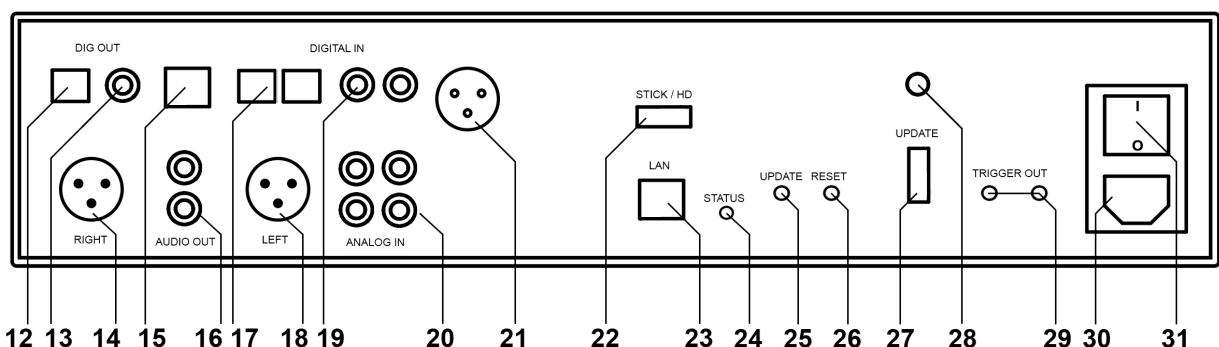 DIG OUT
DIGITAL IN
STICK / HD
UPDATE
I
O
LAN
STATUS
UPDATE
RESET
TRIGGER OUT
RIGHT
AUDIO OUT
LEFT
ANALOG IN
12 13 14 15 16 17 18 19 20 21 22 23 24 25 26 27 28 29 30 31